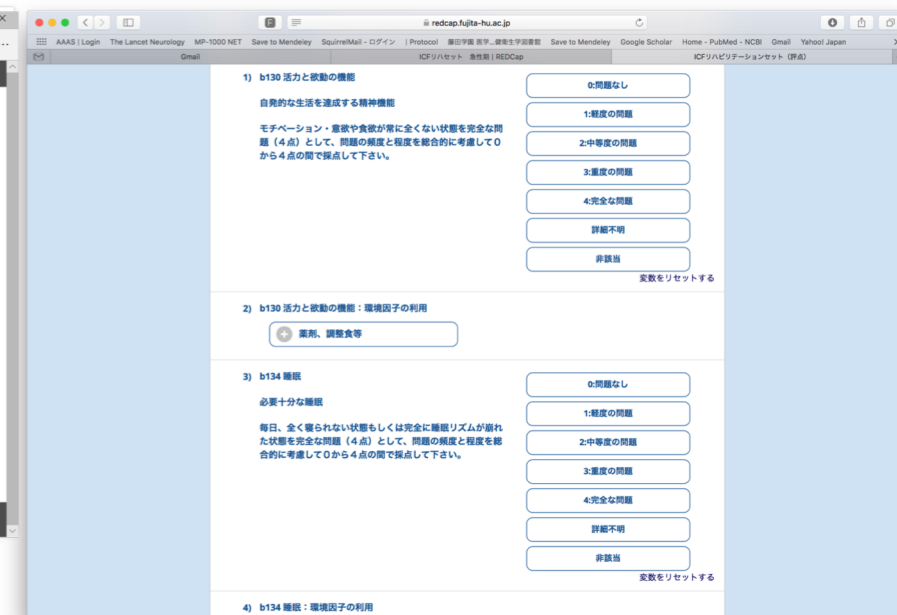 redcap.fujita-hu.ac.jp
AAAS | Login The Lancet Neurology MP-1000 NET Save to Mendeley SquirrelMail - ログイン | Protocol 藤田学園 医学...健衛生学図書館 Save to Mendeley Google Scholar Home - PubMed - NCBI Gmail Yahoo! Japan
Gmail ICFリハセット 急性期 | REDCap ICFリハビリテーションセット（評点）
1) b130 活力と欲動の機能
自発的な生活を達成する精神機能
モチベーション・意欲や食欲が常に全くない状態を完全な問
題（４点）として、問題の頻度と程度を総合的に考慮して０
から４点の間で採点して下さい。
0:問題なし
1:軽度の問題
2:中等度の問題
3:重度の問題
4:完全な問題
詳細不明
非該当
変数をリセットする
2) b130 活力と欲動の機能：環境因子の利用
薬剤、調整食等
3) b134 睡眠
必要十分な睡眠
毎日、全く寝られない状態もしくは完全に睡眠リズムが崩れ
た状態を完全な問題（４点）として、問題の頻度と程度を総
合的に考慮して０から４点の間で採点して下さい。
0:問題なし
1:軽度の問題
2:中等度の問題
3:重度の問題
4:完全な問題
詳細不明
非該当
変数をリセットする
4) b134 睡眠：環境因子の利用